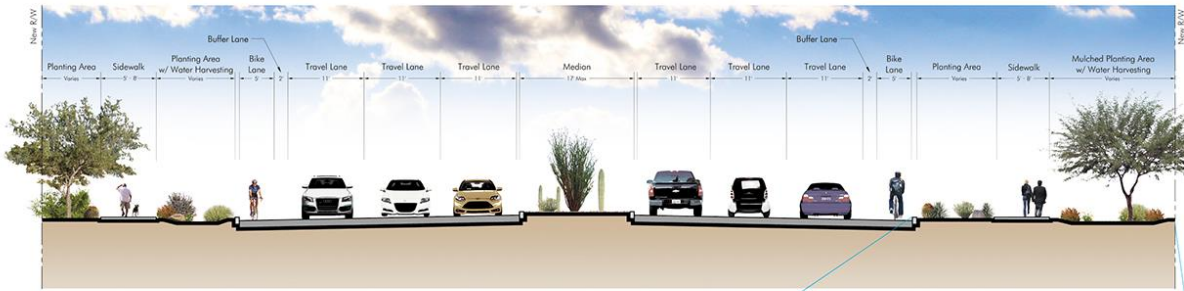 New R/W
Planting Area
Varies
Sidewalk
5' - 8'
Planting Area
w/ Water Harvesting
Varies
Buffer Lane
Bike
Lane
5'
2'
Travel Lane
11'
Travel Lane
11'
Travel Lane
11'
Median
17' Max
Travel Lane
11'
Travel Lane
11'
Travel Lane
11'
Buffer Lane
2'
Bike
Lane
5'
Planting Area
Varies
Sidewalk
5' - 8'
Mulched Planting Area
w/ Water Harvesting
Varies
New R/W